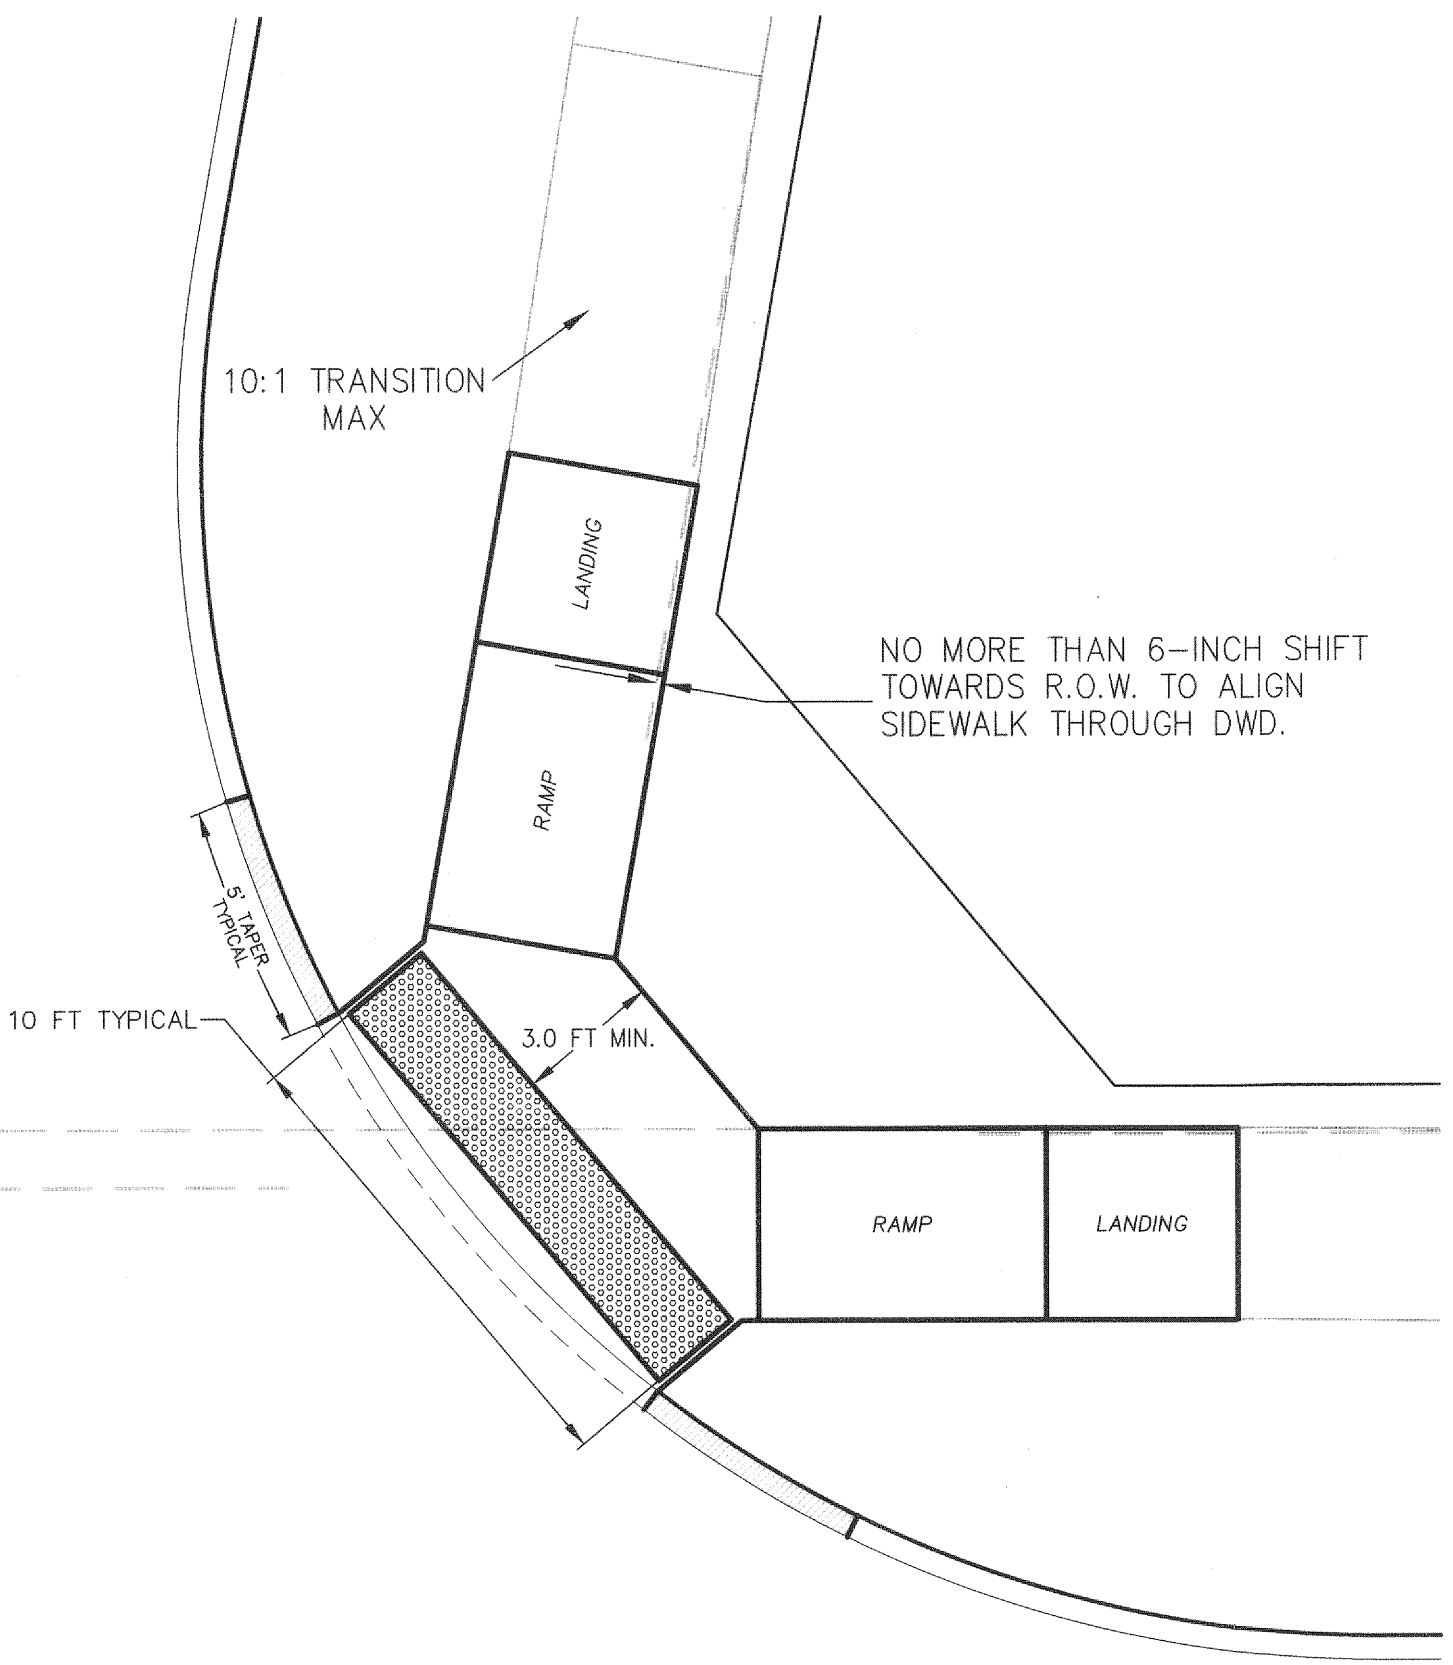 10:1 TRANSITION
MAX
LANDING
NO MORE THAN 6-INCH SHIFT
TOWARDS R.O.W. TO ALIGN
SIDEWALK THROUGH DWD.
RAMP
5' TAPER
TYPICAL
10 FT TYPICAL
3.0 FT MIN.
RAMP
LANDING